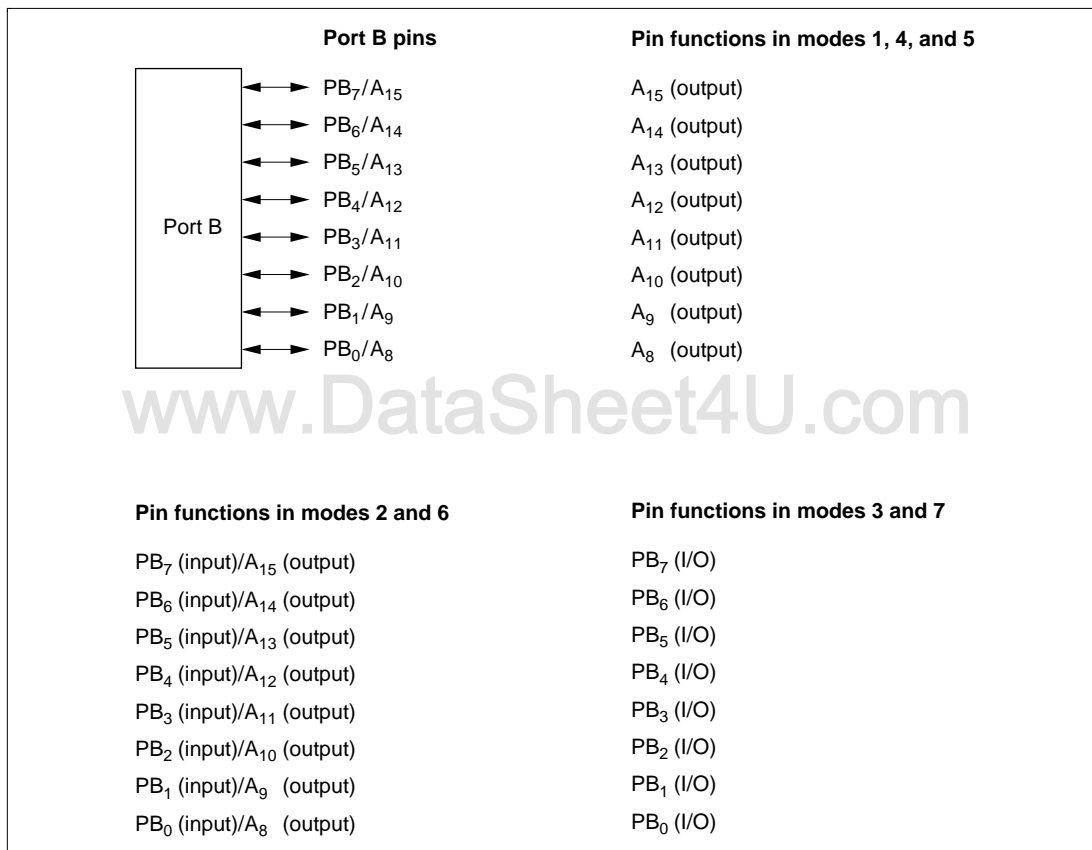 Port B pins Pin functions in modes 1, 4, and 5
PB7/A15 A15 (output)
PB6/A14 A14 (output)
PB5/A13 A13 (output)
PB4/A12 A12 (output)
Port B
PB3/A11 A11 (output)
PB2/A10 A10 (output)
PB1/A9 A9 (output)
PB0/A8 A8 (output)
www.DataSheet4U.com
Pin functions in modes 2 and 6
PB7 (input)/A15 (output)
PB6 (input)/A14 (output)
PB5 (input)/A13 (output)
PB4 (input)/A12 (output)
PB3 (input)/A11 (output)
PB2 (input)/A10 (output)
PB1 (input)/A9 (output)
PB0 (input)/A8 (output)
Pin functions in modes 3 and 7
PB7 (I/O)
PB6 (I/O)
PB5 (I/O)
PB4 (I/O)
PB3 (I/O)
PB2 (I/O)
PB1 (I/O)
PB0 (I/O)